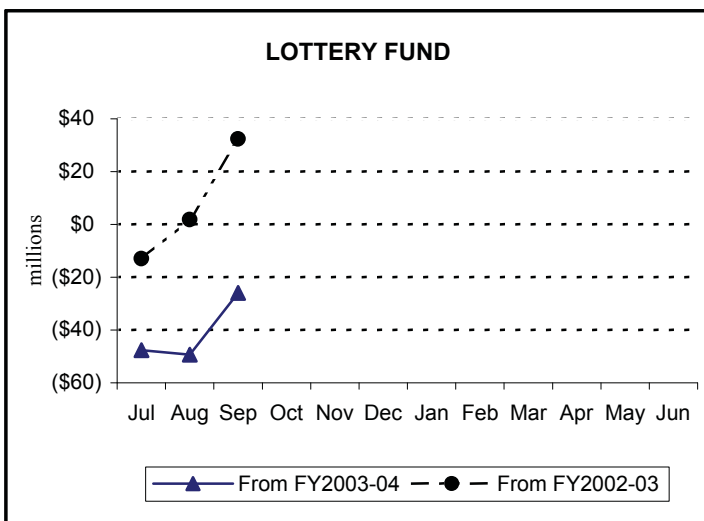 LOTTERY FUND
$40
$20
$0
($20)
($40)
($60)
millions
Jul Aug Sep Oct Nov Dec Jan Feb Mar Apr May Jun
From FY2003-04 From FY2002-03